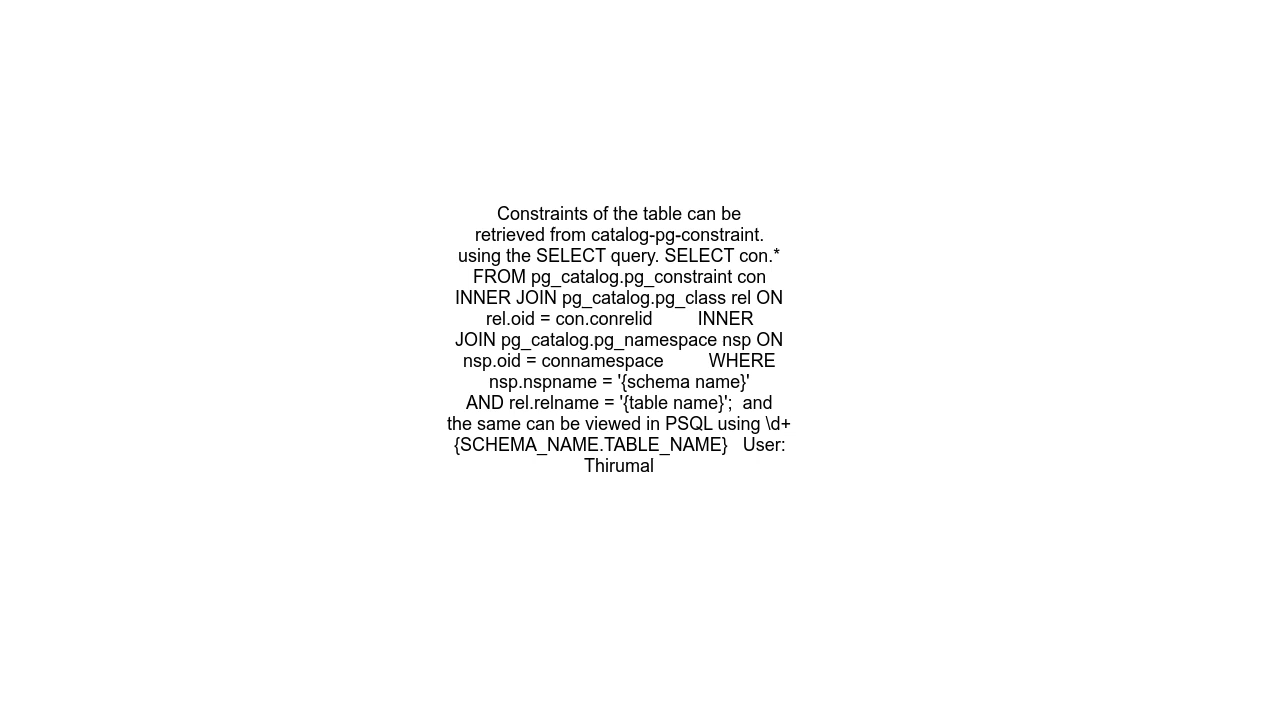 Constraints of the table can be
retrieved from catalog-pg-constraint.
using the SELECT query. SELECT con.*
FROM pg_catalog.pg_constraint con
INNER JOIN pg_catalog.pg_class rel ON
rel.oid = con.conrelid         INNER
JOIN pg_catalog.pg_namespace nsp ON
nsp.oid = connamespace         WHERE
nsp.nspname = '{schema name}'
AND rel.relname = '{table name}';  and
the same can be viewed in PSQL using \d+
{SCHEMA_NAME.TABLE_NAME}   User:
Thirumal